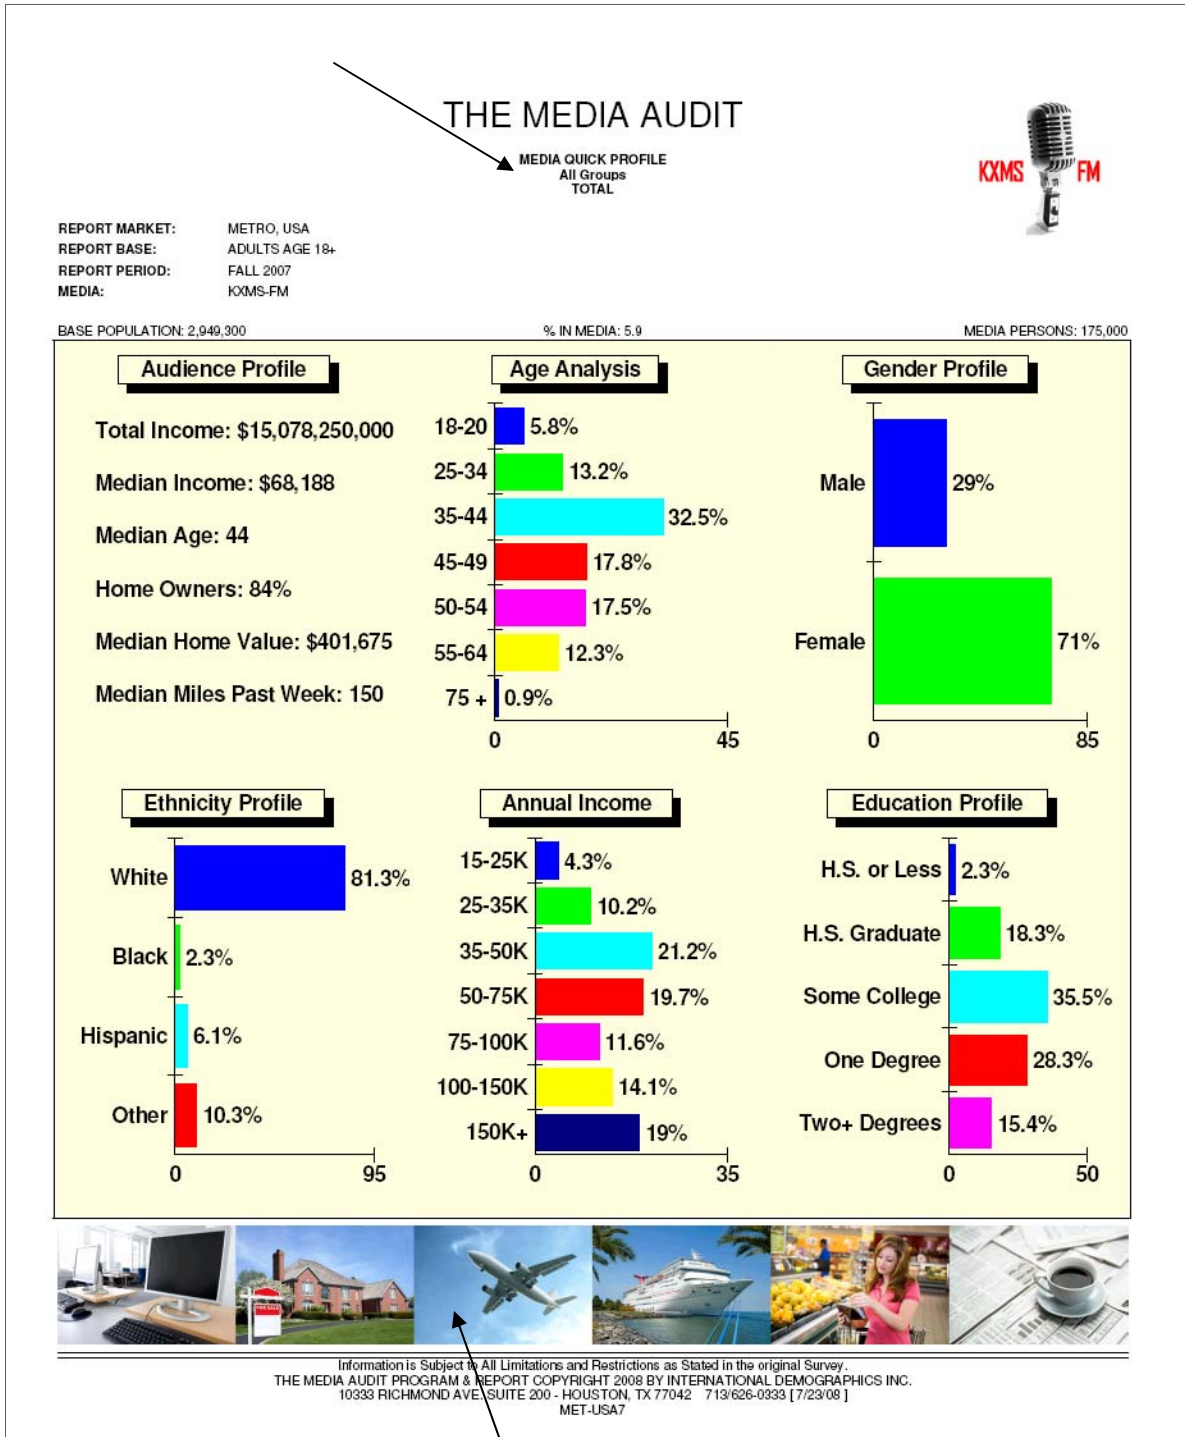 THE MEDIA AUDIT
MEDIA QUICK PROFILE
All Groups
TOTAL
KXMS FM
REPORT MARKET: METRO, USA
REPORT BASE: ADULTS AGE 18+
REPORT PERIOD: FALL 2007
MEDIA: KXMS-FM
BASE POPULATION: 2,949,300 % IN MEDIA: 5.9 MEDIA PERSONS: 175,000
Audience Profile
Total Income: $15,078,250,000
Median Income: $68,188
Median Age: 44
Home Owners: 84%
Median Home Value: $401,675
Median Miles Past Week: 150
Age Analysis
18-20 5.8%
25-34 13.2%
35-44 32.5%
45-49 17.8%
50-54 17.5%
55-64 12.3%
75 + 0.9%
0 45
Gender Profile
Male 29%
Female 71%
0 85
Ethnicity Profile
White 81.3%
Black 2.3%
Hispanic 6.1%
Other 10.3%
0 95
Annual Income
15-25K 4.3%
25-35K 10.2%
35-50K 21.2%
50-75K 19.7%
75-100K 11.6%
100-150K 14.1%
150K+ 19%
0 35
Education Profile
H.S. or Less 2.3%
H.S. Graduate 18.3%
Some College 35.5%
One Degree 28.3%
Two+ Degrees 15.4%
0 50
FOR SALE
Information is Subject to All Limitations and Restrictions as Stated in the original Survey.
THE MEDIA AUDIT PROGRAM & REPORT COPYRIGHT 2008 BY INTERNATIONAL DEMOGRAPHICS INC.
10333 RICHMOND AVE. SUITE 200 - HOUSTON, TX 77042 713/626-0333 [ 7/23/08 ]
MET-USA7